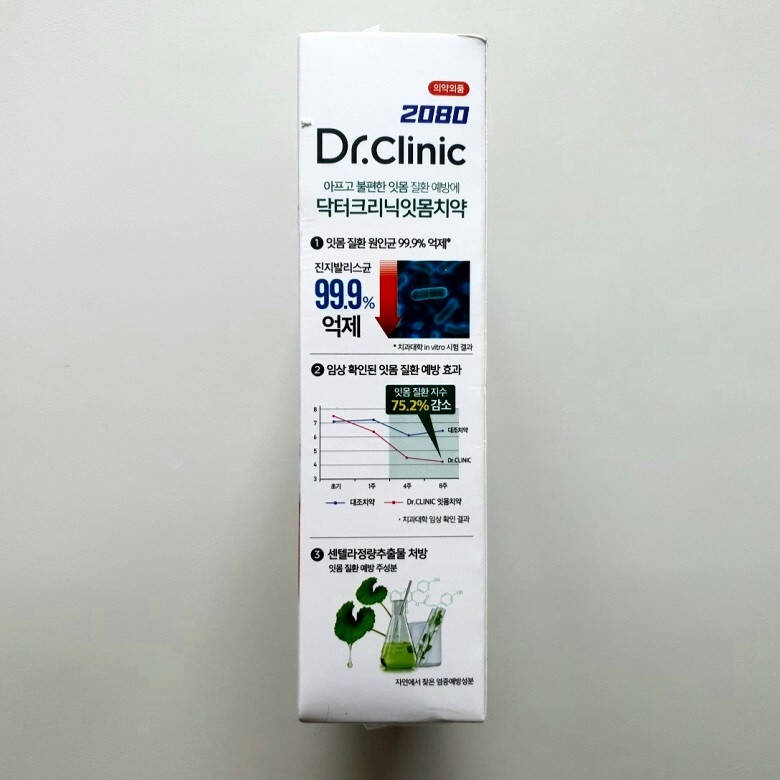 의약외품
2080
Dr.Clinic
아프고 불편한 잇몸 질환 예방에
닥터크리닉잇몸치약
1 잇몸 질환 원인균 99.9% 억제*
진지발리스균
99.9%
억제
* 치과대학 in vitro 시험 결과
2 임상 확인된 잇몸 질환 예방 효과
잇몸 질환 지수
75.2% 감소
8
7
6
5
4
3
대조치약
Dr.CLINIC
초기 1주 4주 8주
대조치약 Dr.CLINIC 잇몸치약
· 치과대학 임상 확인 결과
3 센텔라정량추출물 처방
잇몸 질환 예방 주성분
자연에서 찾은 염증예방성분